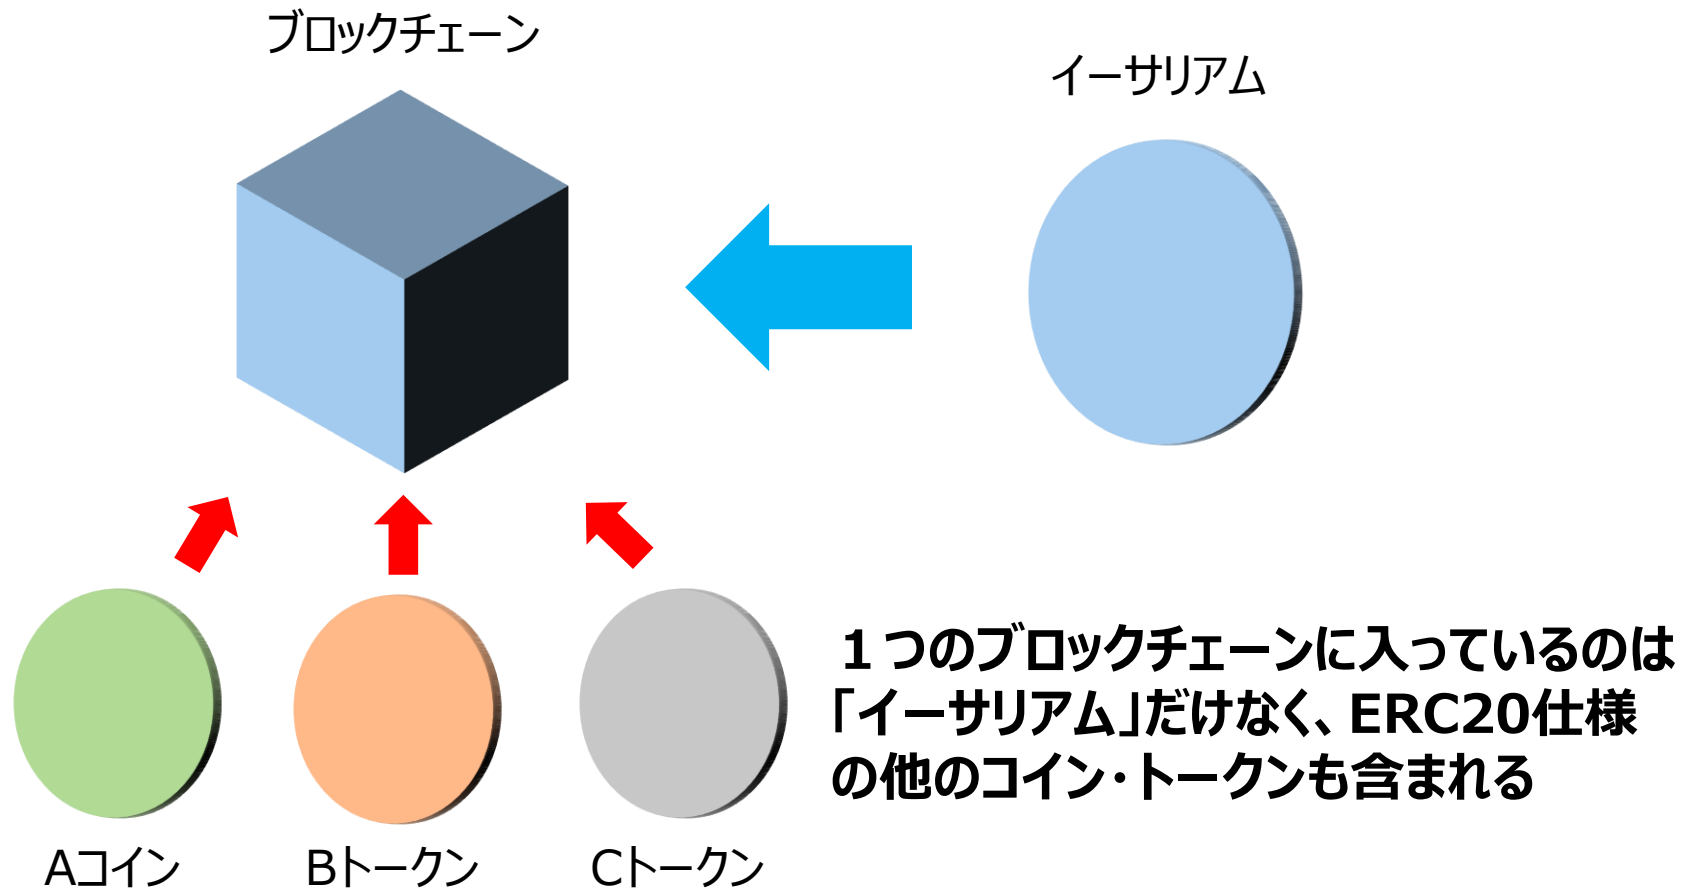 ブロックチェーン
イーサリアム
１つのブロックチェーンに入っているのは
「イーサリアム」だけなく、ERC20仕様
の他のコイン・トークンも含まれる
Aコイン
Bトークン
Cトークン